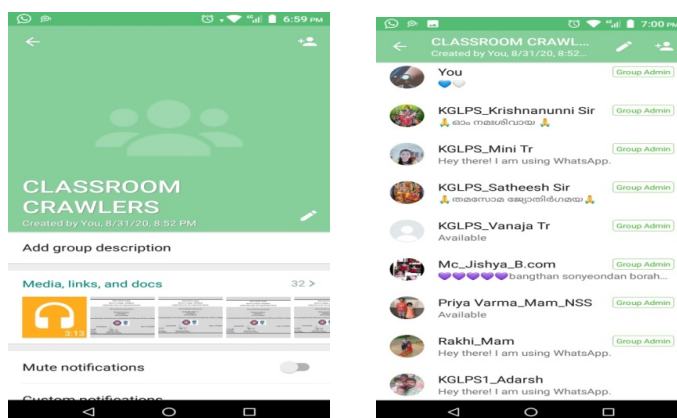 6:59 PM
CLASSROOM
CRAWLERS
Created by You, 8/31/20, 8:52 PM
Add group description
Media, links, and docs 32 >
3:13
Mute notifications
Custom notifications
7:00 PM
CLASSROOM CRAWL...
Created by You, 8/31/20, 8:52...
You Group Admin
💙🤍
KGLPS_Krishnanunni Sir Group Admin
🙏 ഓം നമഃശിവായ 🙏
KGLPS_Mini Tr Group Admin
Hey there! I am using WhatsApp.
KGLPS_Satheesh Sir Group Admin
🙏 തമസോമ ജ്യോതിർഗമയ 🙏
KGLPS_Vanaja Tr Group Admin
Available
Mc_Jishya_B.com Group Admin
💜💜💜💜💜bangthan sonyeondan borah...
Priya Varma_Mam_NSS Group Admin
Available
Rakhi_Mam Group Admin
Hey there! I am using WhatsApp.
KGLPS1_Adarsh
Hey there! I am using WhatsApp.